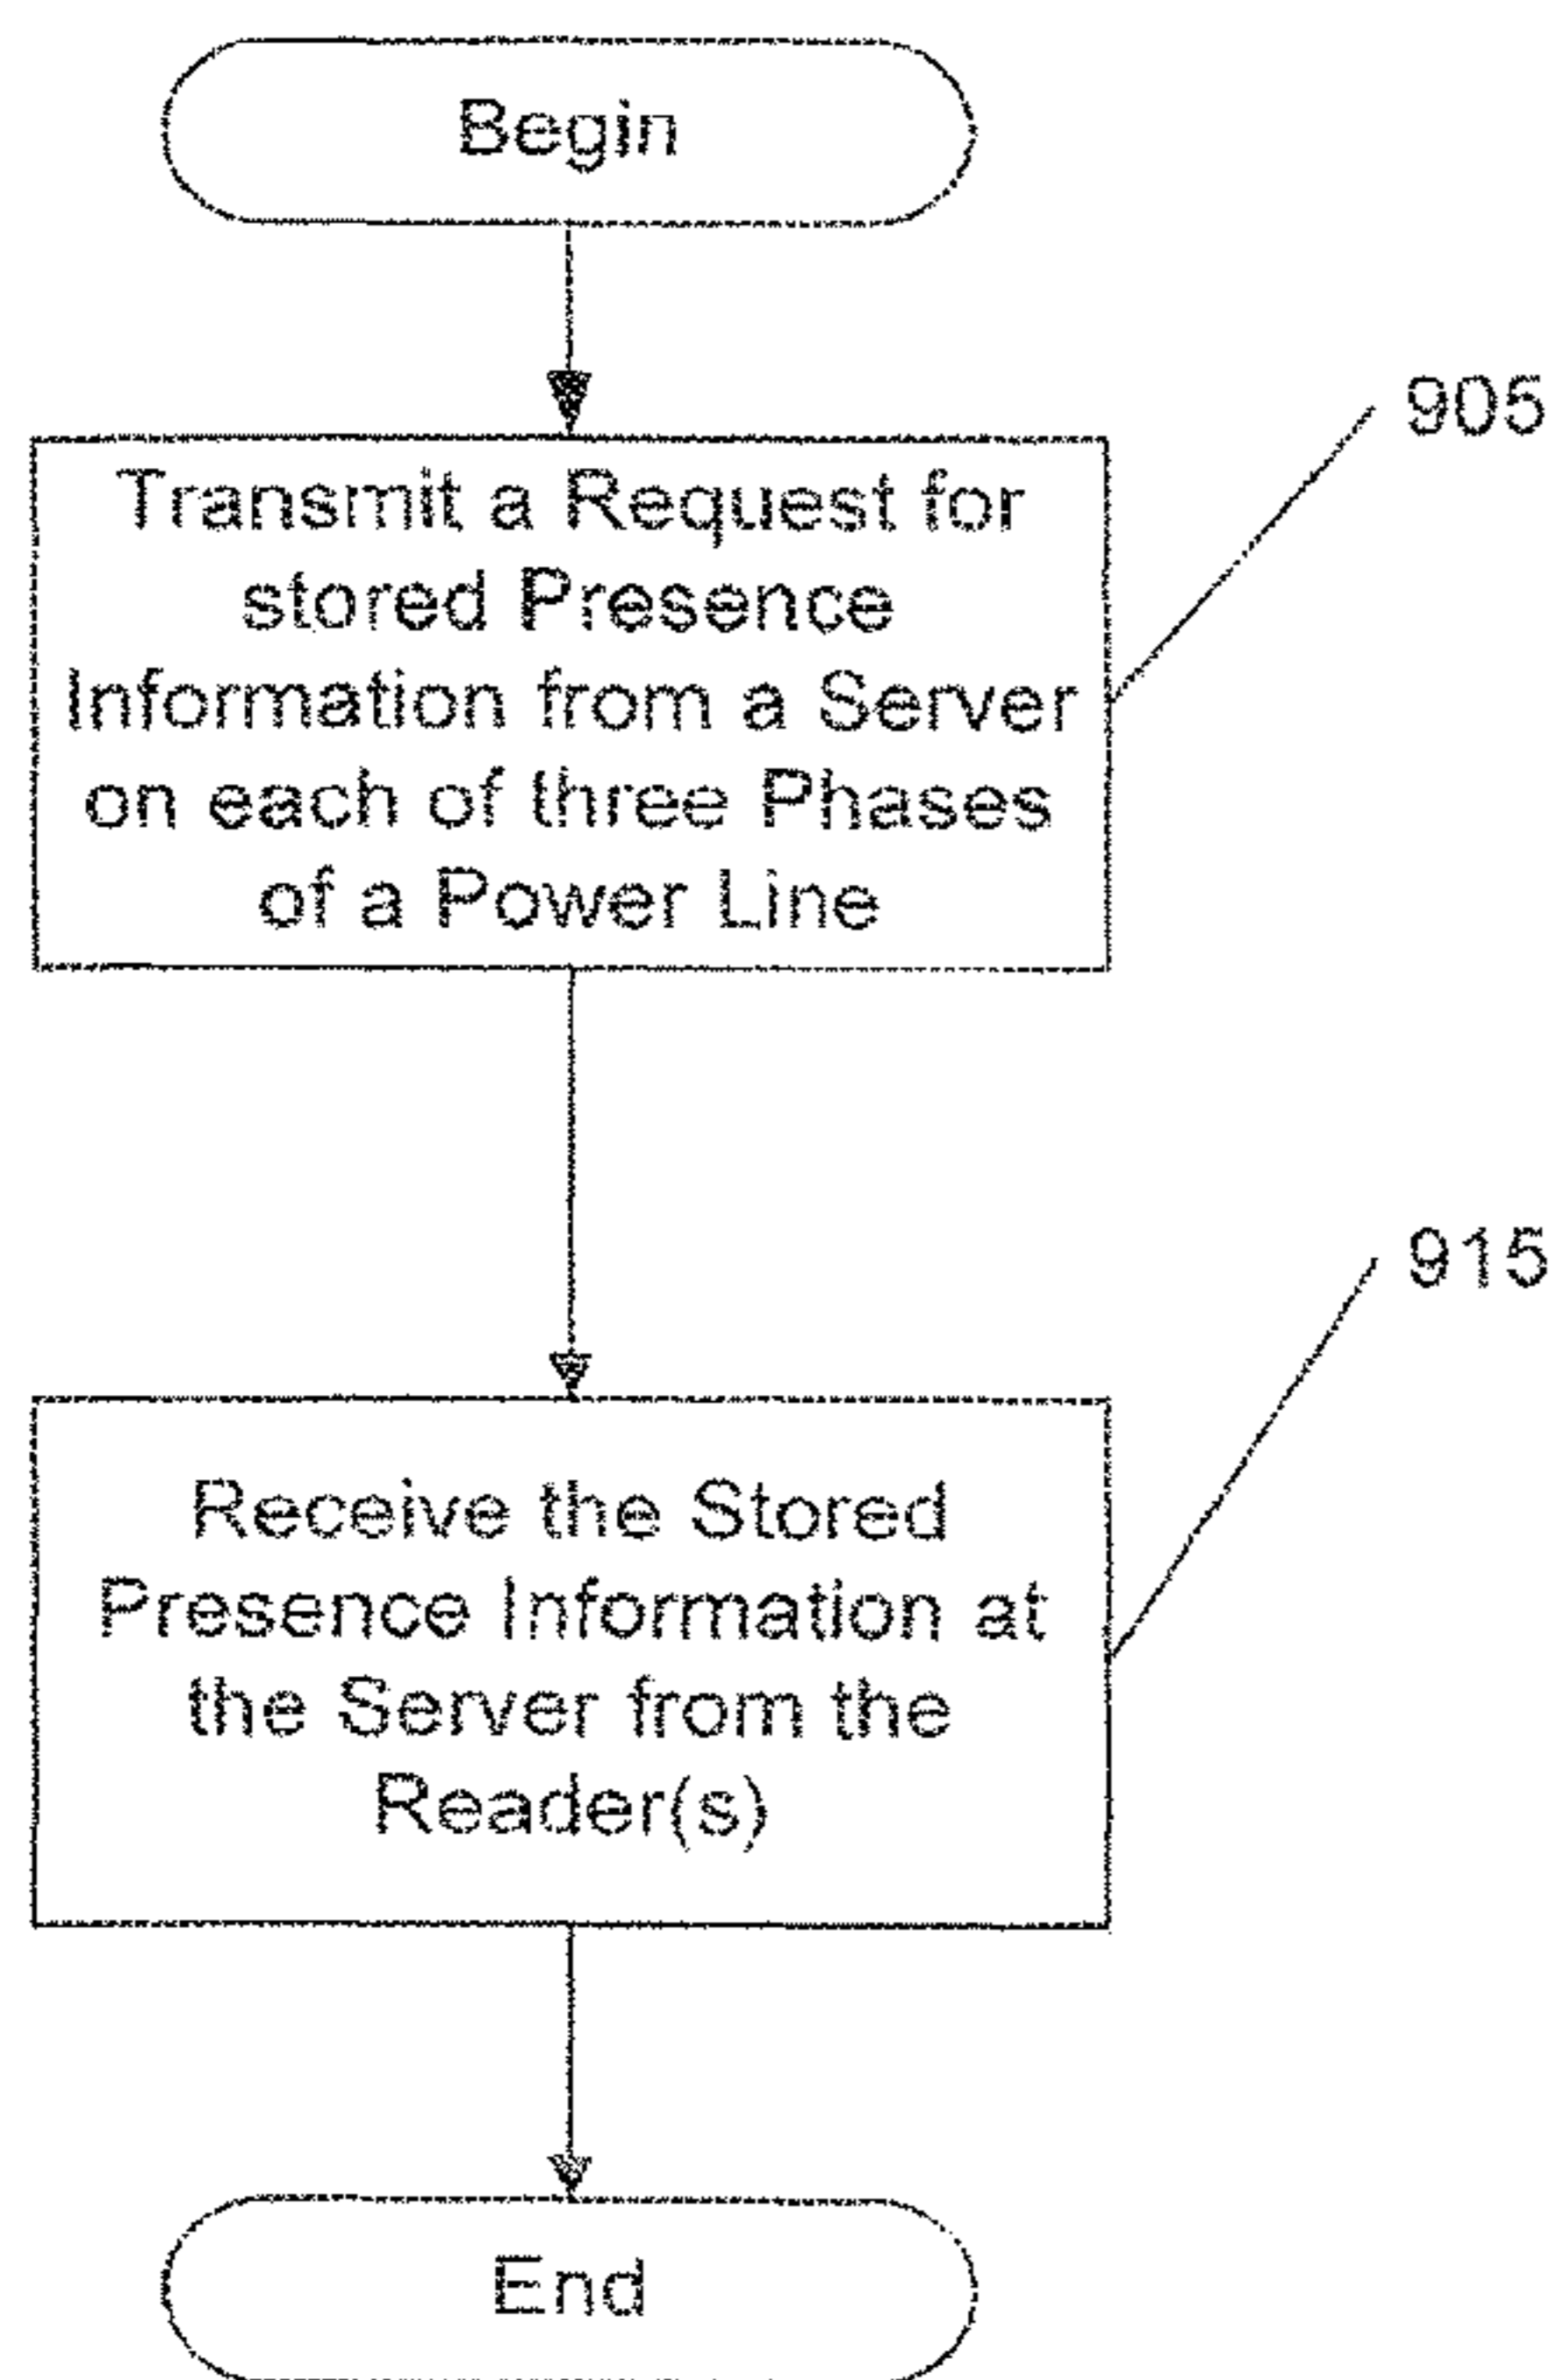 Begin
905
Transmit a Request for
stored Presence
Information from a Server
on each of three Phases
of a Power Line
915
Receive the Stored
Presence Information at
the Server from the
Reader(s)
End